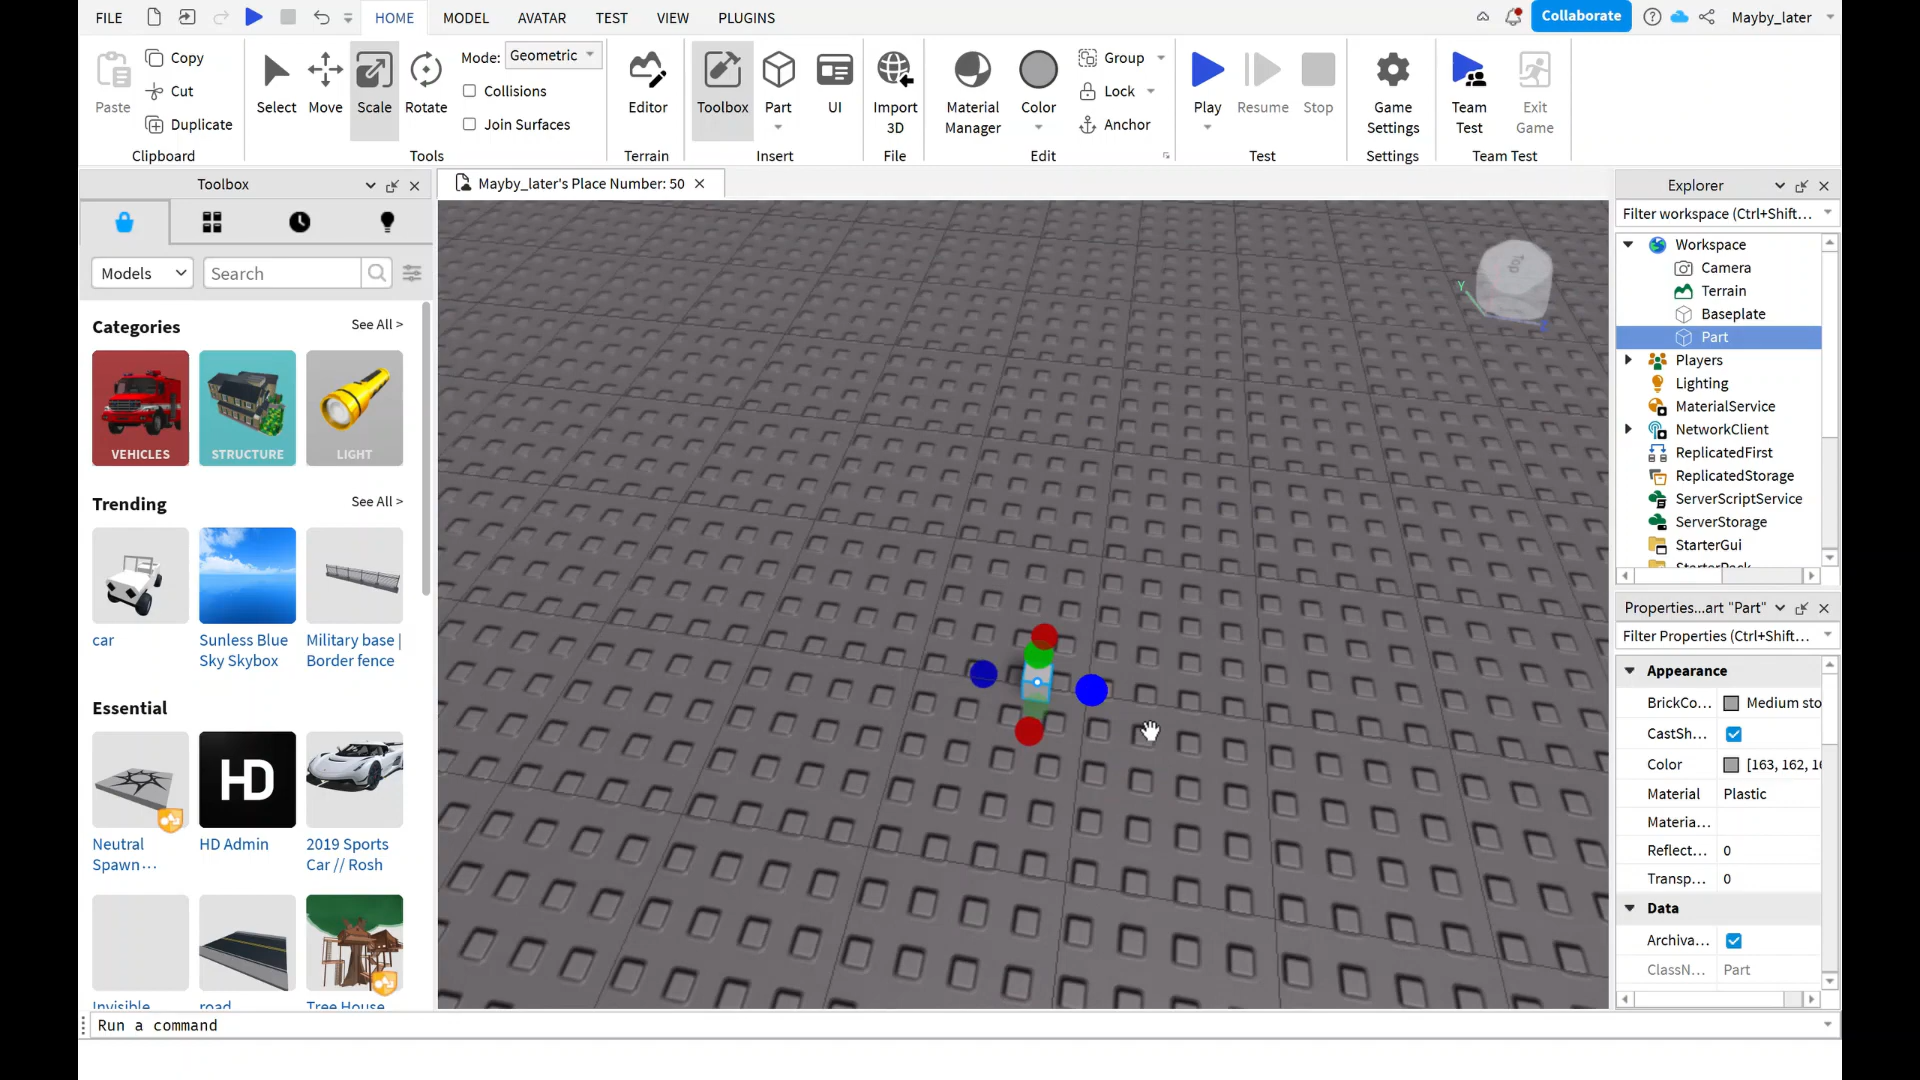 FILE HOME MODEL AVATAR TEST VIEW PLUGINS Collaborate Mayby_later
Paste
Copy
Cut
Duplicate
Clipboard
Select Move Scale Rotate
Mode: Geometric
Collisions
Join Surfaces
Tools
Editor
Terrain
Toolbox Part UI
Insert
Import
3D
File
Material
Manager
Color
Group
Lock
Anchor
Edit
Play Resume Stop
Test
Game
Settings
Settings
Team
Test
Exit
Game
Team Test
Toolbox
Models Search
Categories See All >
VEHICLES STRUCTURE LIGHT
Trending See All >
car
Sunless Blue
Sky Skybox
Military base |
Border fence
Essential
Neutral
Spawn...
HD
HD Admin
2019 Sports
Car // Rosh
Invisible road Tree House
Mayby_later's Place Number: 50
Top
Y
Explorer
Filter workspace (Ctrl+Shift...
Workspace
Camera
Terrain
Baseplate
Part
Players
Lighting
MaterialService
NetworkClient
ReplicatedFirst
ReplicatedStorage
ServerScriptService
ServerStorage
StarterGui
StarterPack
Properties...art "Part"
Filter Properties (Ctrl+Shift...
Appearance
BrickCo... Medium sto
CastSh...
Color [163, 162, 16
Material Plastic
Materia...
Reflect... 0
Transp... 0
Data
Archiva...
ClassN... Part
Run a command